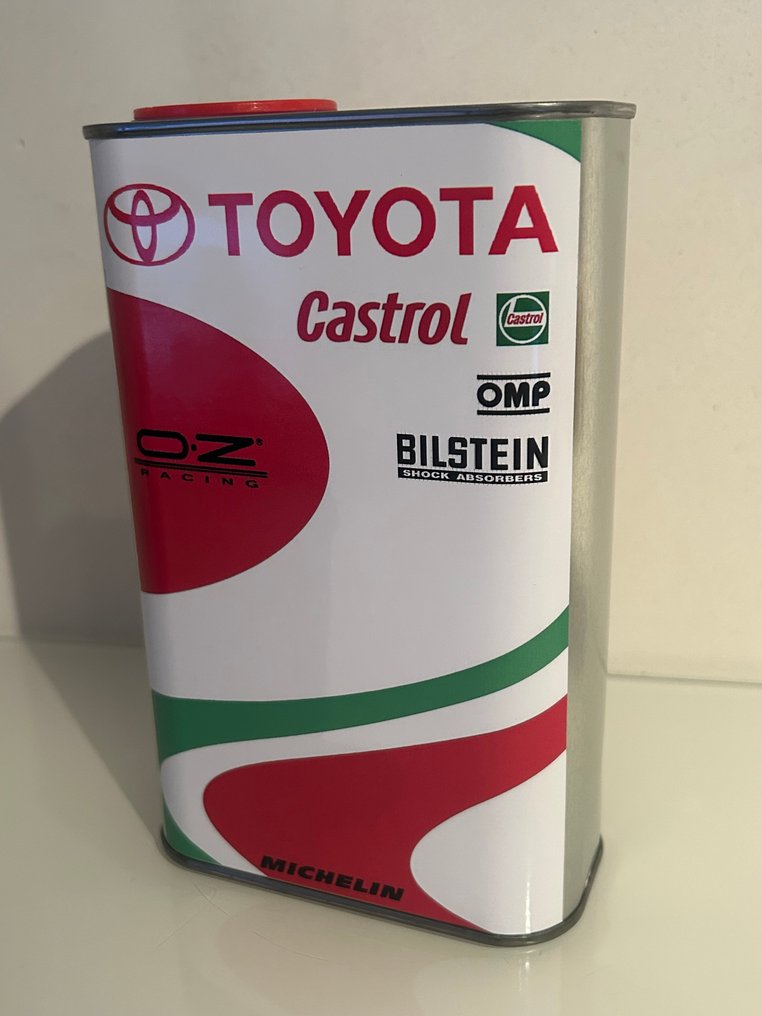 TOYOTA
Castrol
Castrol
OMP
O·Z®
RACING
BILSTEIN
SHOCK ABSORBERS
MICHELIN